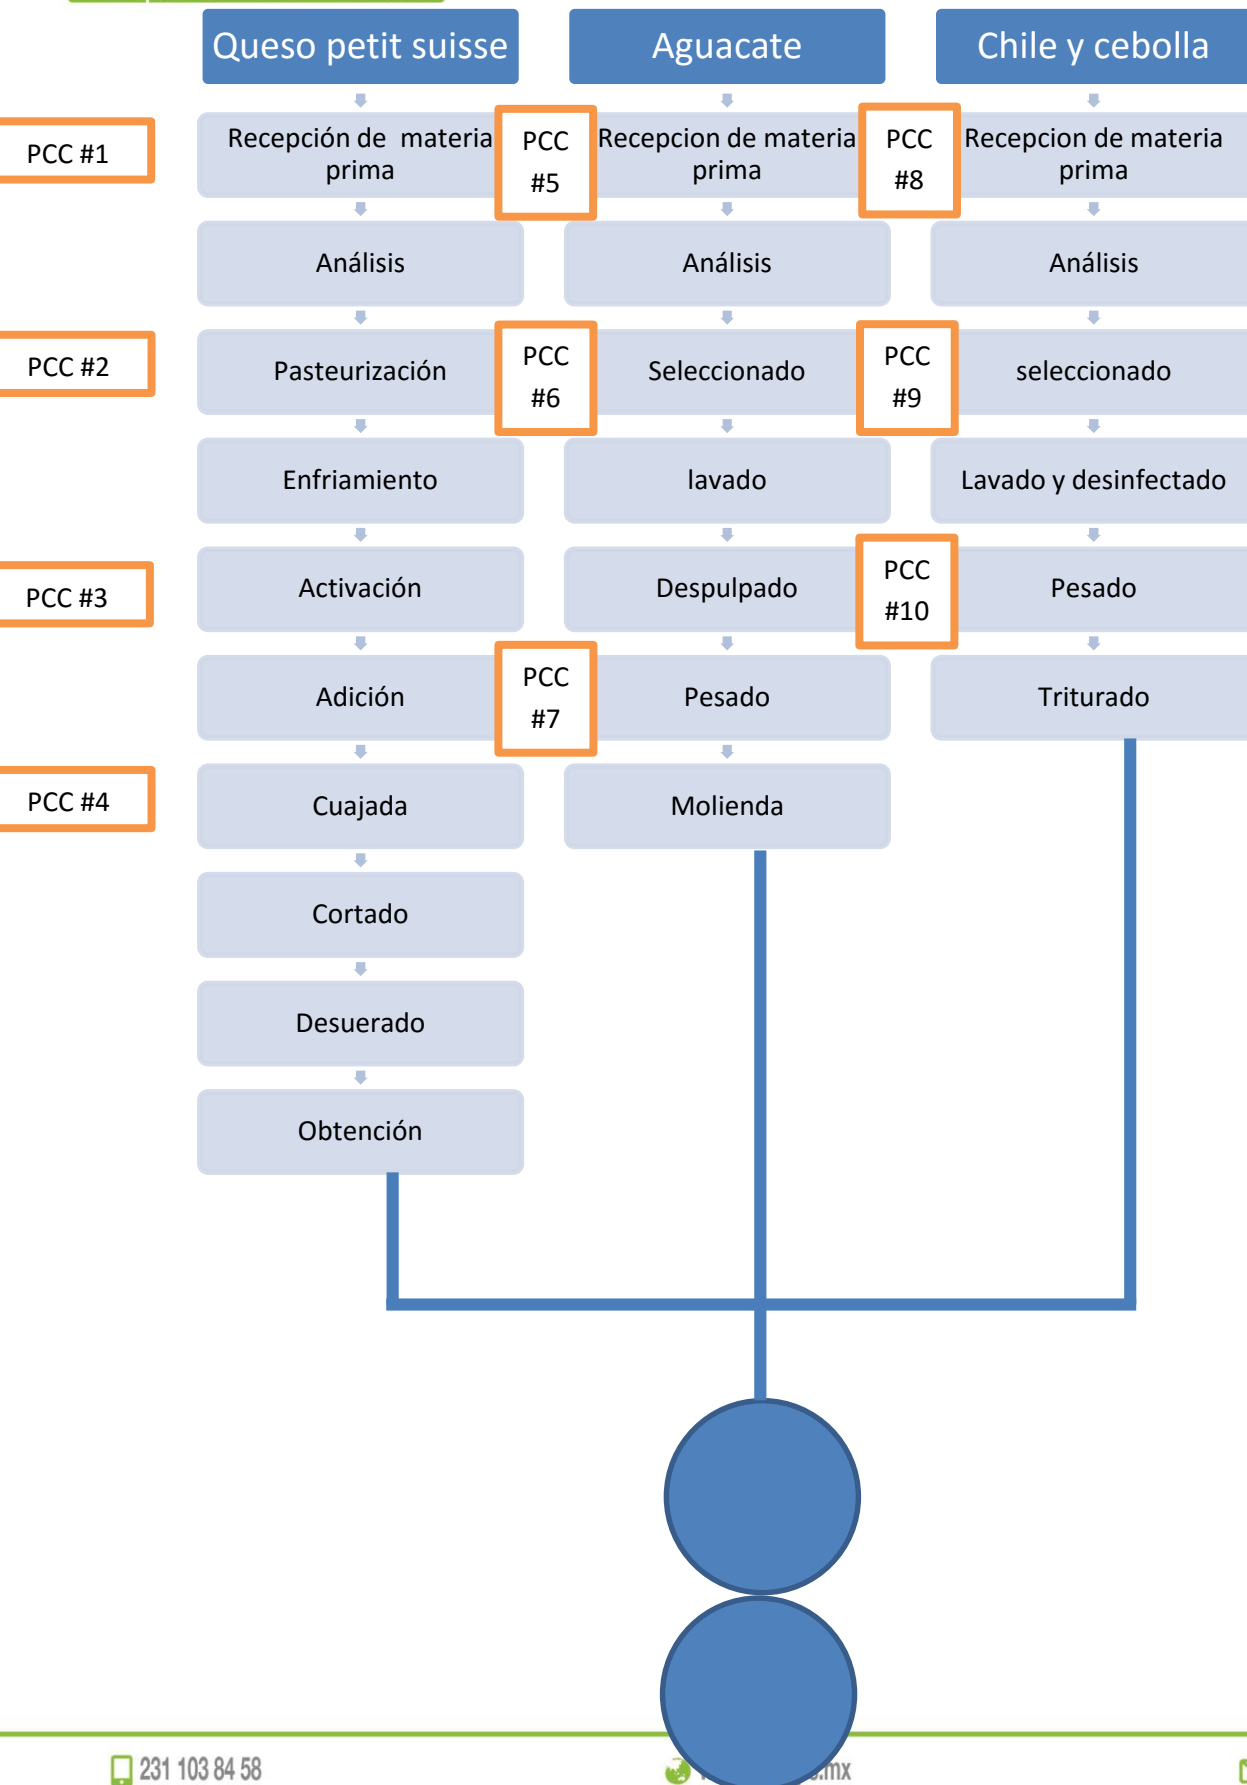 Queso petit suisse
Aguacate
Chile y cebolla
PCC #1
Recepción de materia
prima
PCC
#5
Recepcion de materia
prima
PCC
#8
Recepcion de materia
prima
Análisis
Análisis
Análisis
PCC #2
Pasteurización
PCC
#6
Seleccionado
PCC
#9
seleccionado
Enfriamiento
lavado
Lavado y desinfectado
PCC #3
Activación
Despulpado
PCC
#10
Pesado
Adición
PCC
#7
Pesado
Triturado
PCC #4
Cuajada
Molienda
Cortado
Desuerado
Obtención
231 103 84 58
.mx